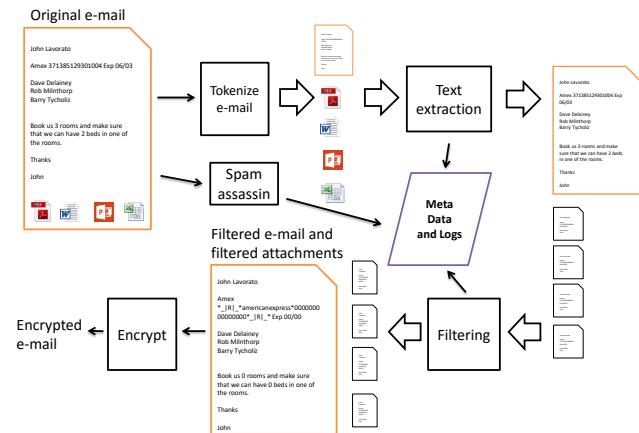 Original e-mail
John Lavorato
Amex 371385129301004 Exp 06/03
Dave Delainey
Rob Milnthorp
Barry Tycholiz
Book us 3 rooms and make sure
that we can have 2 beds in one of
the rooms.
Thanks
John
Tokenize
e-mail
Text
extraction
John Lavorato
Amex 371385129301004 Exp
06/03
Dave Delainey
Rob Milnthorp
Barry Tycholiz
Book us 3 rooms and make
sure that we can have 2 beds
in one of the rooms.
Thanks
John
Spam
assassin
Meta
Data
and Logs
Filtered e-mail and
filtered attachments
John Lavorato
Amex
*_|R|_*americanexpress*0000000
00000000*_|R|_* Exp 00/00
Dave Delainey
Rob Milnthorp
Barry Tycholiz
Book us 0 rooms and make sure
that we can have 0 beds in one of
the rooms.
Thanks
John
Filtering
Encrypt
Encrypted
e-mail